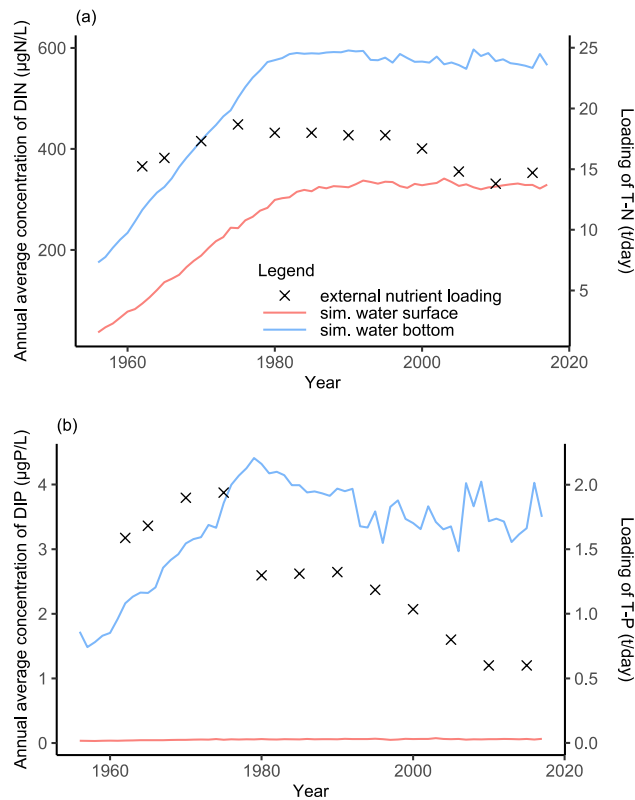 (a)
Annual average concentration of DIN (µgN/L)
600
400
200
25
20
15
10
5
Loading of T-N
(t/day)
Legend
external nutrient loading
sim. water surface
sim. water bottom
1960
1980
2000
2020
Year
(b)
Annual average concentration of DIP (µgP/L)
4
3
2
1
0
2.0
1.5
1.0
0.5
0.0
Loading of T-P
(t/day)
1960
1980
2000
2020
Year